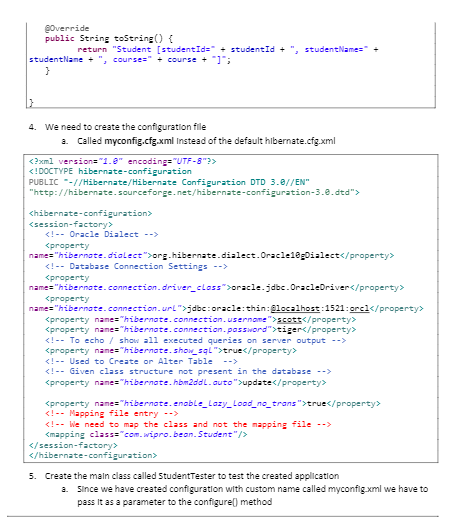 @Override
public String toString() {
return "Student [studentId=" + studentId + ", studentName=" +
studentName + ", course=" + course + "]";
}
}
4. We need to create the configuration file
a. Called myconfig.cfg.xml instead of the default hibernate.cfg.xml
<?xml version="1.0" encoding="UTF-8"?>
<!DOCTYPE hibernate-configuration
PUBLIC "-//Hibernate/Hibernate Configuration DTD 3.0//EN"
"http://hibernate.sourceforge.net/hibernate-configuration-3.0.dtd">
<hibernate-configuration>
<session-factory>
<!-- Oracle Dialect -->
<property
name="hibernate.dialect">org.hibernate.dialect.Oracle10gDialect</property>
<!-- Database Connection Settings -->
<property
name="hibernate.connection.driver_class">oracle.jdbc.OracleDriver</property>
<property
name="hibernate.connection.url">jdbc:oracle:thin:@localhost:1521:orcl</property>
<property name="hibernate.connection.username">scott</property>
<property name="hibernate.connection.password">tiger</property>
<!-- To echo / show all executed queries on server output -->
<property name="hibernate.show_sql">true</property>
<!-- Used to Create or Alter Table -->
<!-- Given class structure not present in the database -->
<property name="hibernate.hbm2ddl.auto">update</property>
<property name="hibernate.enable_lazy_load_no_trans">true</property>
<!-- Mapping file entry -->
<!-- We need to map the class and not the mapping file -->
<mapping class="com.wipro.bean.Student"/>
</session-factory>
</hibernate-configuration>
5. Create the main class called StudentTester to test the created application
a. Since we have created configuration with custom name called myconfig.xml we have to
pass it as a parameter to the configure() method